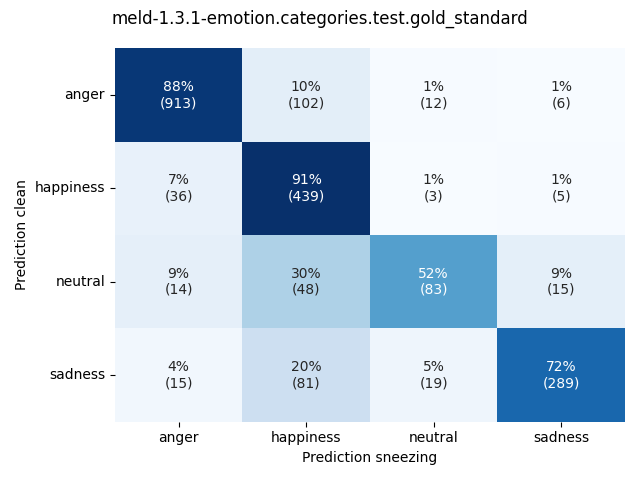 meld-1.3.1-emotion.categories.test.gold_standard
anger
88%
(913)
10%
(102)
1%
(12)
1%
(6)
happiness
7%
(36)
91%
(439)
1%
(3)
1%
(5)
neutral
9%
(14)
30%
(48)
52%
(83)
9%
(15)
sadness
4%
(15)
20%
(81)
5%
(19)
72%
(289)
Prediction clean
anger
happiness
neutral
sadness
Prediction sneezing